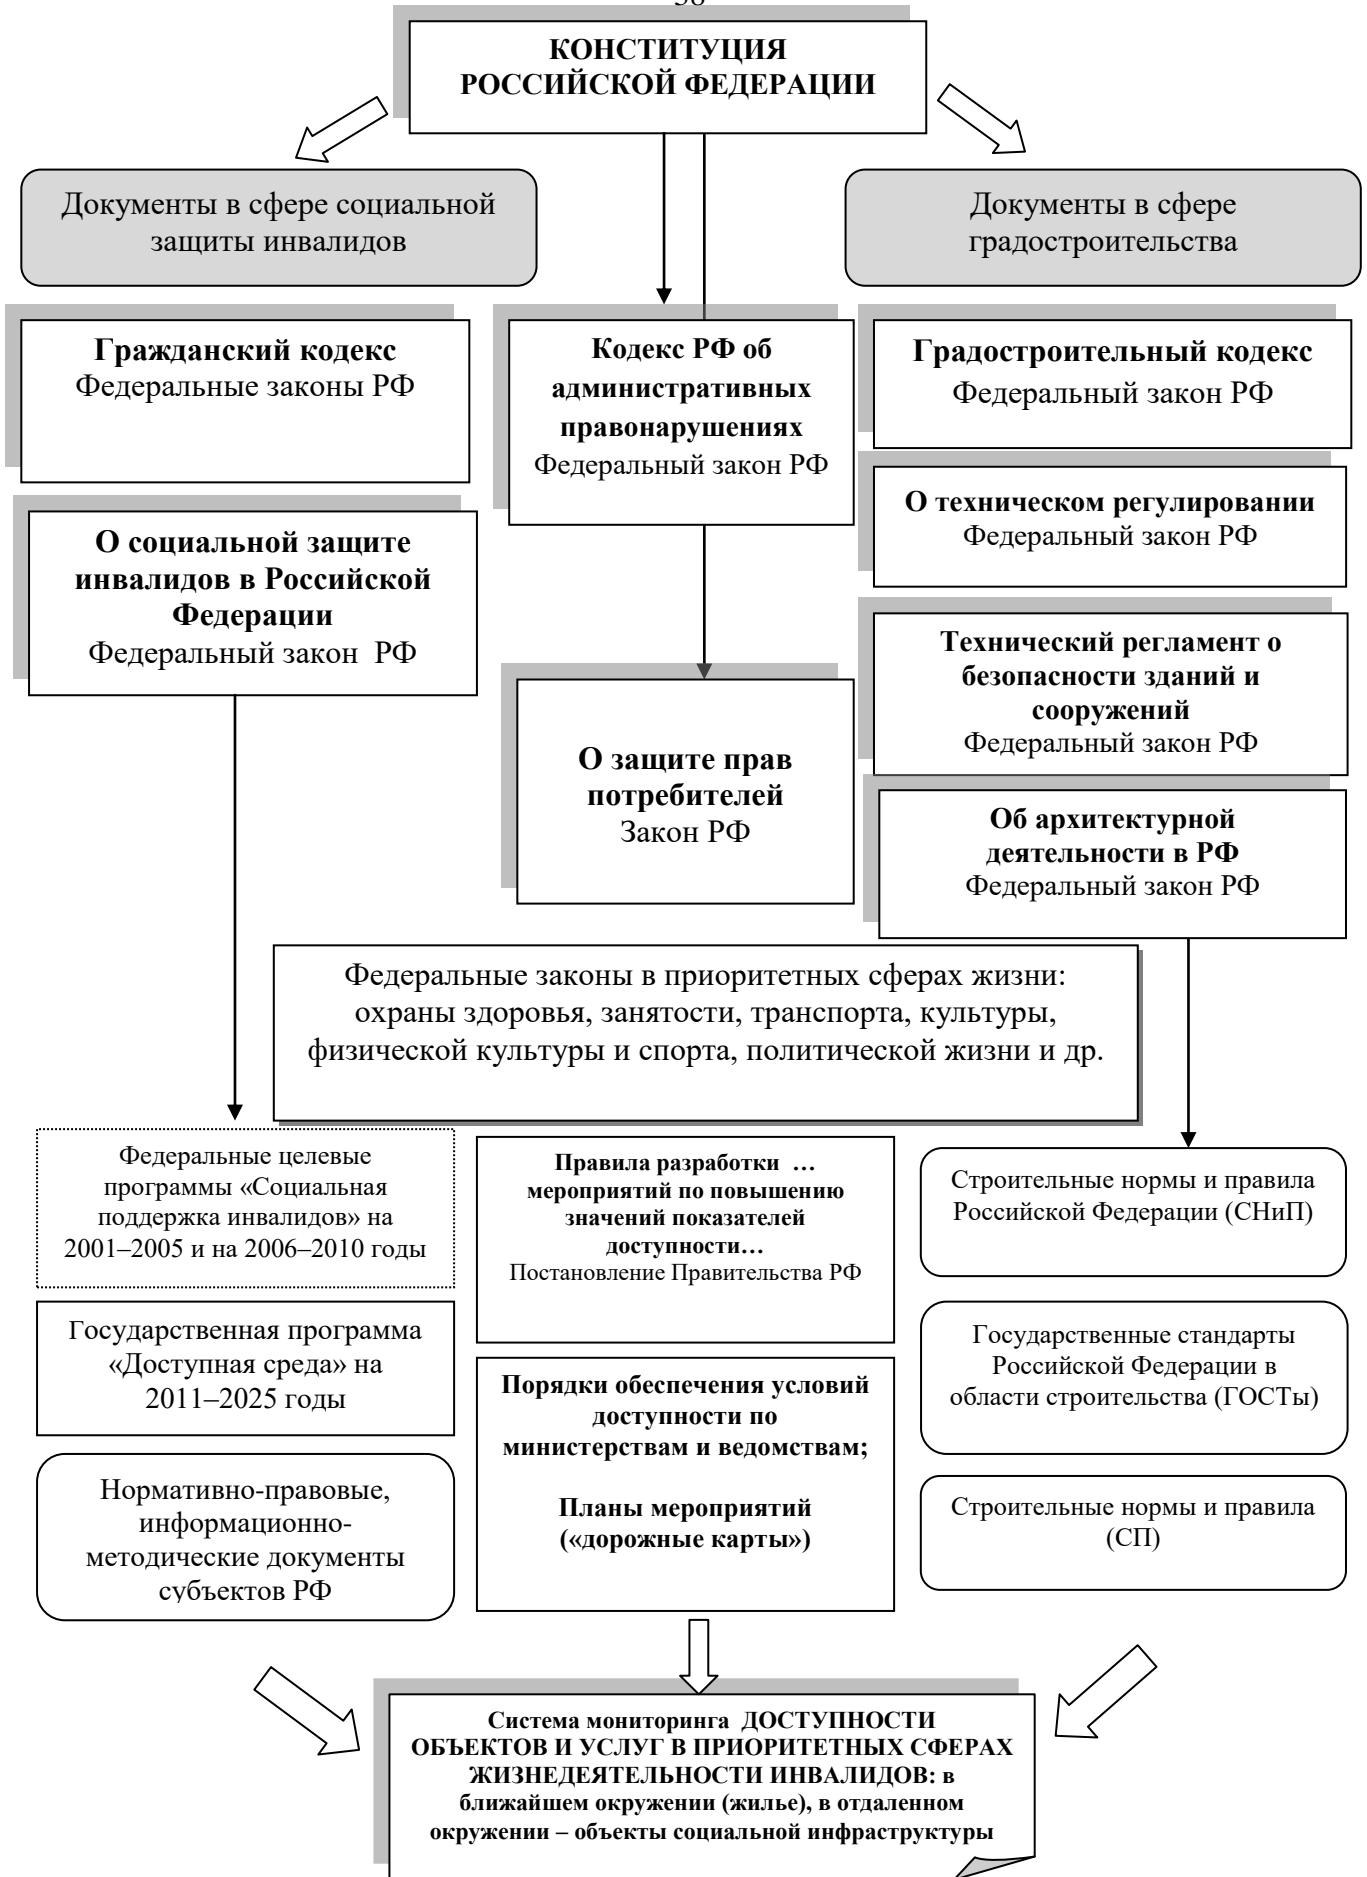 38
КОНСТИТУЦИЯ
РОССИЙСКОЙ ФЕДЕРАЦИИ
Документы в сфере социальной
защиты инвалидов
Документы в сфере
градостроительства
Гражданский кодекс
Федеральные законы РФ
Кодекс РФ об
административных
правонарушениях
Федеральный закон РФ
Градостроительный кодекс
Федеральный закон РФ
О техническом регулировании
Федеральный закон РФ
О социальной защите
инвалидов в Российской
Федерации
Федеральный закон РФ
Технический регламент о
безопасности зданий и
сооружений
Федеральный закон РФ
О защите прав
потребителей
Закон РФ
Об архитектурной
деятельности в РФ
Федеральный закон РФ
Федеральные законы в приоритетных сферах жизни:
охраны здоровья, занятости, транспорта, культуры,
физической культуры и спорта, политической жизни и др.
Федеральные целевые
программы «Социальная
поддержка инвалидов» на
2001–2005 и на 2006–2010 годы
Правила разработки …
мероприятий по повышению
значений показателей
доступности…
Постановление Правительства РФ
Строительные нормы и правила
Российской Федерации (СНиП)
Государственная программа
«Доступная среда» на
2011–2025 годы
Государственные стандарты
Российской Федерации в
области строительства (ГОСТы)
Порядки обеспечения условий
доступности по
министерствам и ведомствам;
Планы мероприятий
(«дорожные карты»)
Нормативно-правовые,
информационно-
методические документы
субъектов РФ
Строительные нормы и правила
(СП)
Система мониторинга ДОСТУПНОСТИ
ОБЪЕКТОВ И УСЛУГ В ПРИОРИТЕТНЫХ СФЕРАХ
ЖИЗНЕДЕЯТЕЛЬНОСТИ ИНВАЛИДОВ: в
ближайшем окружении (жилье), в отдаленном
окружении – объекты социальной инфраструктуры